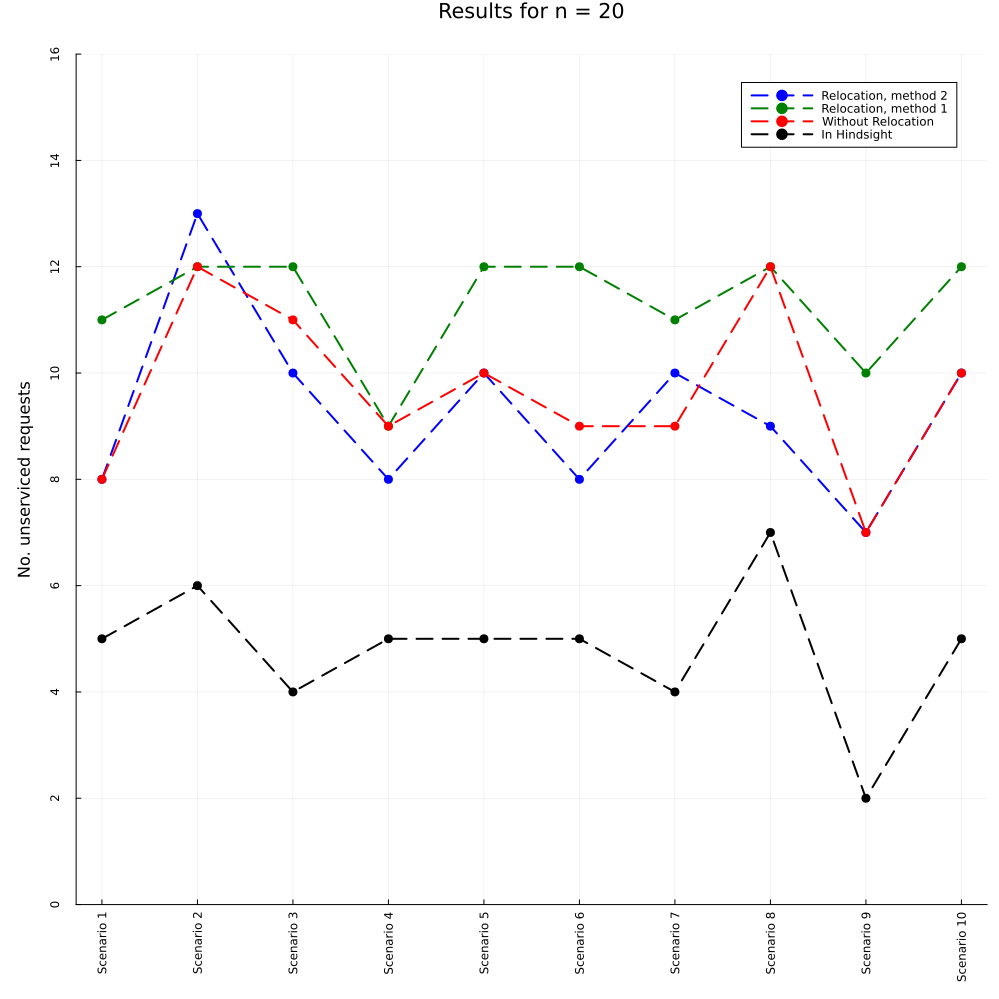 Results for n = 20
16
14
12
10
8
6
4
2
0
No. unserviced requests
Relocation, method 2
Relocation, method 1
Without Relocation
In Hindsight
Scenario 1
Scenario 2
Scenario 3
Scenario 4
Scenario 5
Scenario 6
Scenario 7
Scenario 8
Scenario 9
Scenario 10